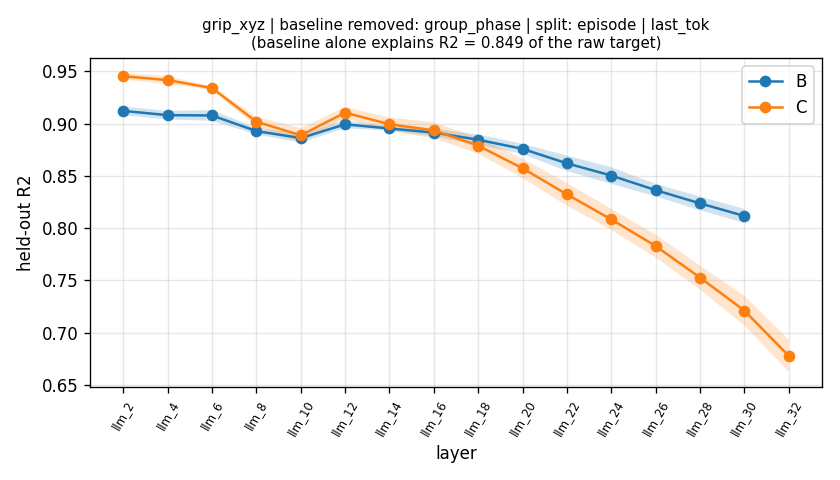 grip_xyz | baseline removed: group_phase | split: episode | last_tok
(baseline alone explains R2 = 0.849 of the raw target)
B
C
held-out R2
0.95
0.90
0.85
0.80
0.75
0.70
0.65
llm_2
llm_4
llm_6
llm_8
llm_10
llm_12
llm_14
llm_16
llm_18
llm_20
llm_22
llm_24
llm_26
llm_28
llm_30
llm_32
layer